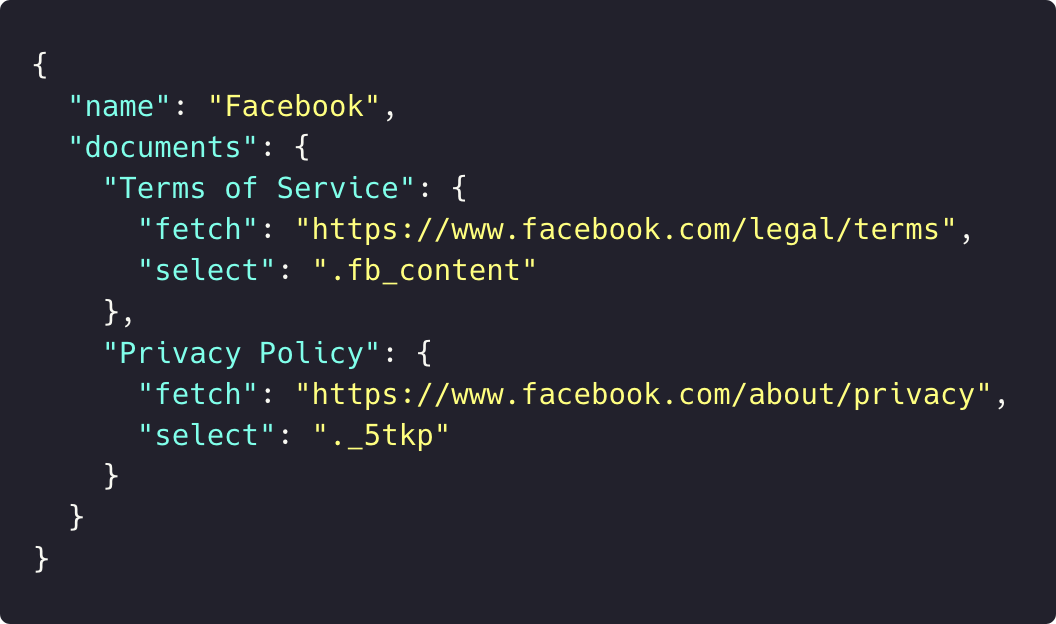 {
  "name": "Facebook",
  "documents": {
    "Terms of Service": {
      "fetch": "https://www.facebook.com/legal/terms",
      "select": ".fb_content"
    },
    "Privacy Policy": {
      "fetch": "https://www.facebook.com/about/privacy",
      "select": "._5tkp"
    }
  }
}